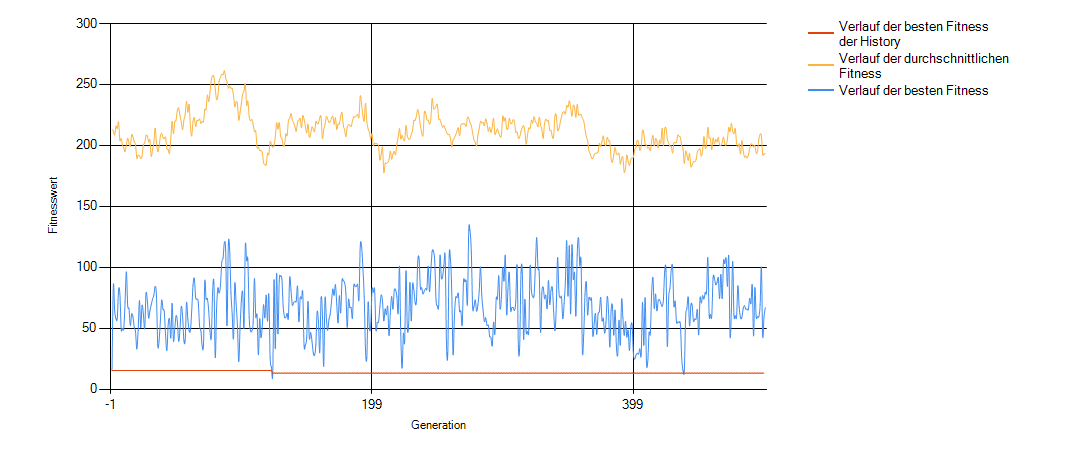 300
250
200
150
100
50
0
Fitnesswert
-1
199
399
Generation
Verlauf der besten Fitness
der History
Verlauf der durchschnittlichen
Fitness
Verlauf der besten Fitness